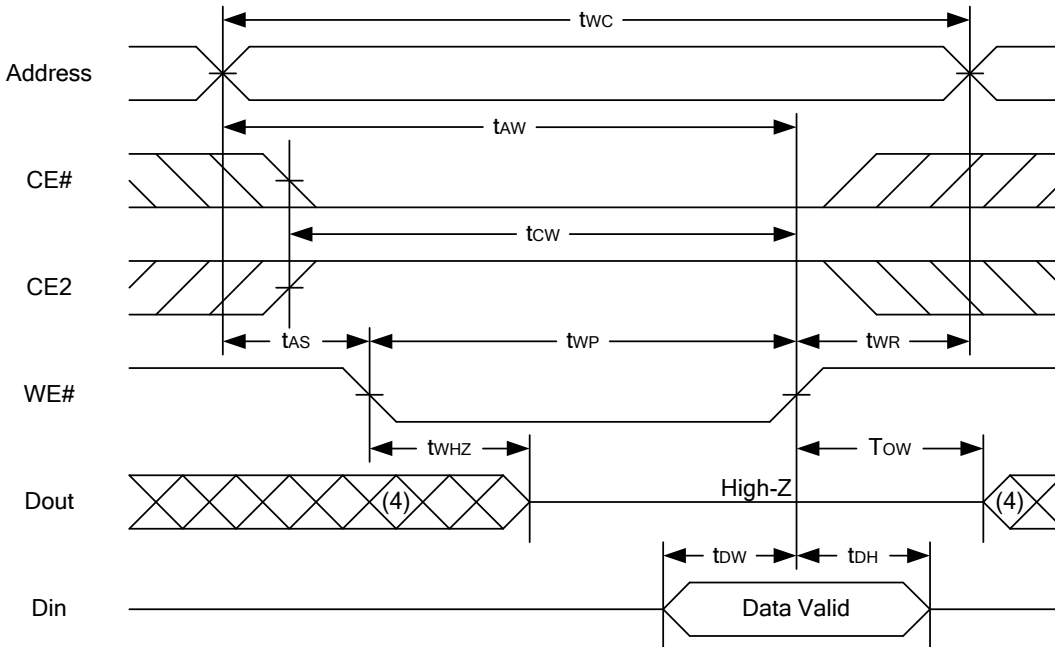 tWC
Address
tAW
CE#
tCW
CE2
tAS tWP tWR
WE#
tWHZ TOW
Dout (4) High-Z (4)
tDW tDH
Din Data Valid